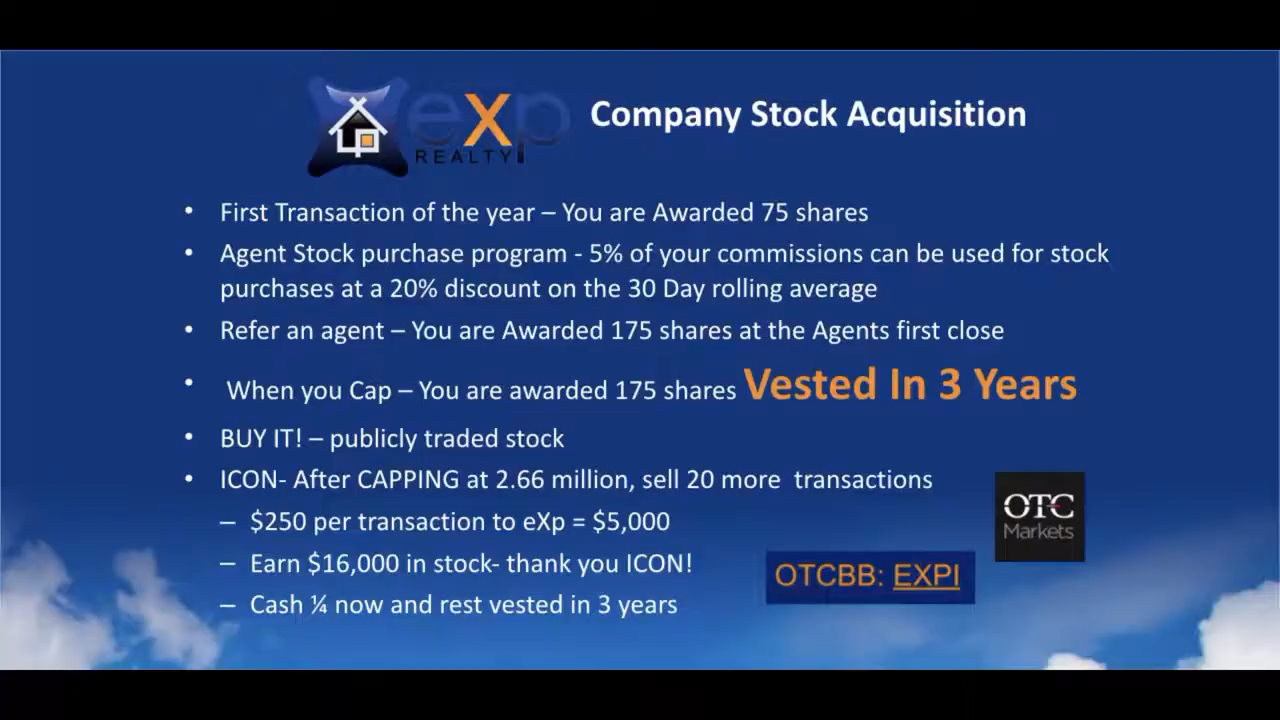 eXp
REALTY
Company Stock Acquisition
• First Transaction of the year – You are Awarded 75 shares
• Agent Stock purchase program - 5% of your commissions can be used for stock
purchases at a 20% discount on the 30 Day rolling average
• Refer an agent – You are Awarded 175 shares at the Agents first close
• When you Cap – You are awarded 175 shares Vested In 3 Years
• BUY IT! – publicly traded stock
• ICON- After CAPPING at 2.66 million, sell 20 more transactions
– $250 per transaction to eXp = $5,000
– Earn $16,000 in stock- thank you ICON!
– Cash ¼ now and rest vested in 3 years
OTC
Markets
OTCBB: EXPI